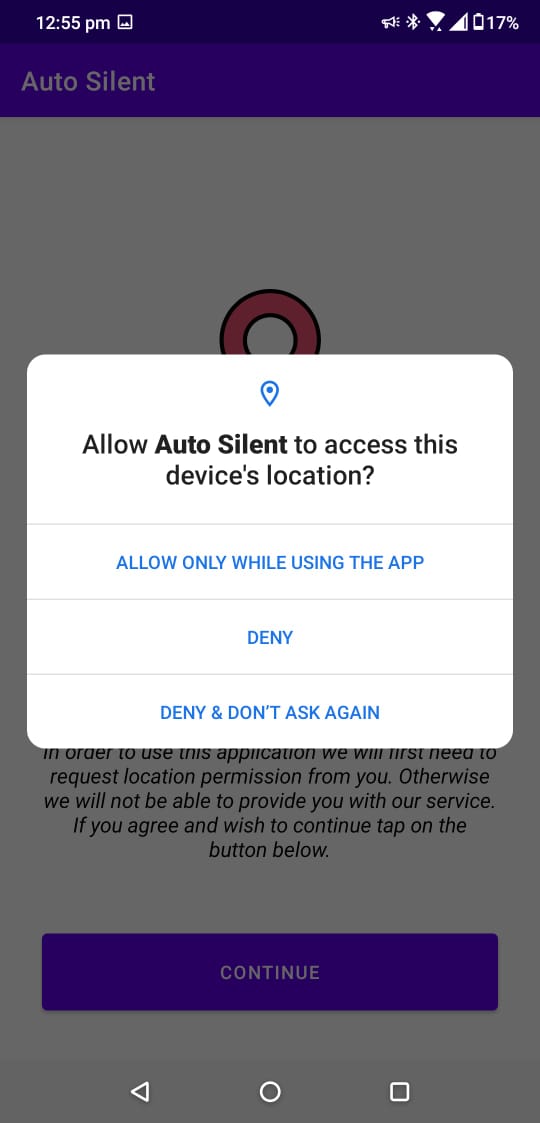 12:55 pm
17%
Auto Silent
Allow Auto Silent to access this
device's location?
ALLOW ONLY WHILE USING THE APP
DENY
DENY & DON'T ASK AGAIN
In order to use this application we will first need to
request location permission from you. Otherwise
we will not be able to provide you with our service.
If you agree and wish to continue tap on the
button below.
CONTINUE